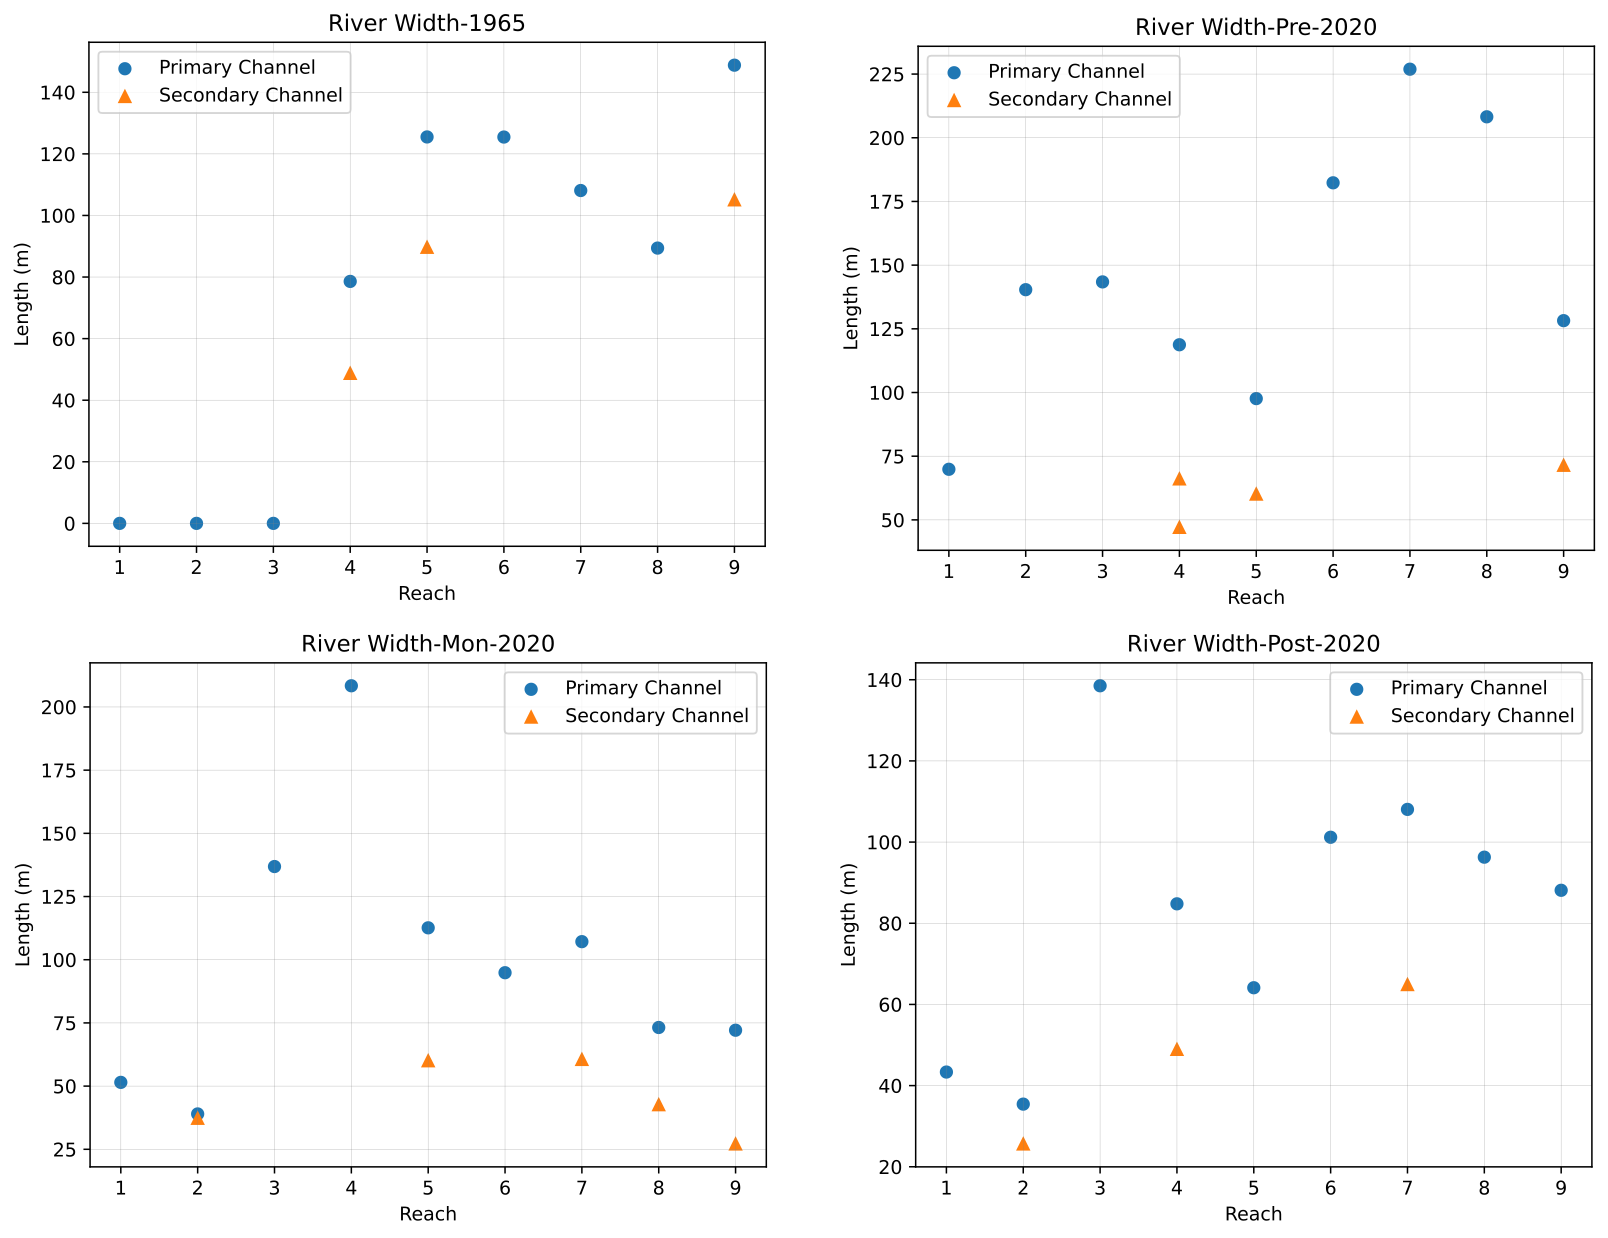 River Width-1965
Primary Channel
Secondary Channel
140
120
100
80
60
40
20
0
Length (m)
1 2 3 4 5 6 7 8 9
Reach
River Width-Pre-2020
Primary Channel
Secondary Channel
225
200
175
150
125
100
75
50
Length (m)
1 2 3 4 5 6 7 8 9
Reach
River Width-Mon-2020
Primary Channel
Secondary Channel
200
175
150
125
100
75
50
25
Length (m)
1 2 3 4 5 6 7 8 9
Reach
River Width-Post-2020
Primary Channel
Secondary Channel
140
120
100
80
60
40
20
Length (m)
1 2 3 4 5 6 7 8 9
Reach